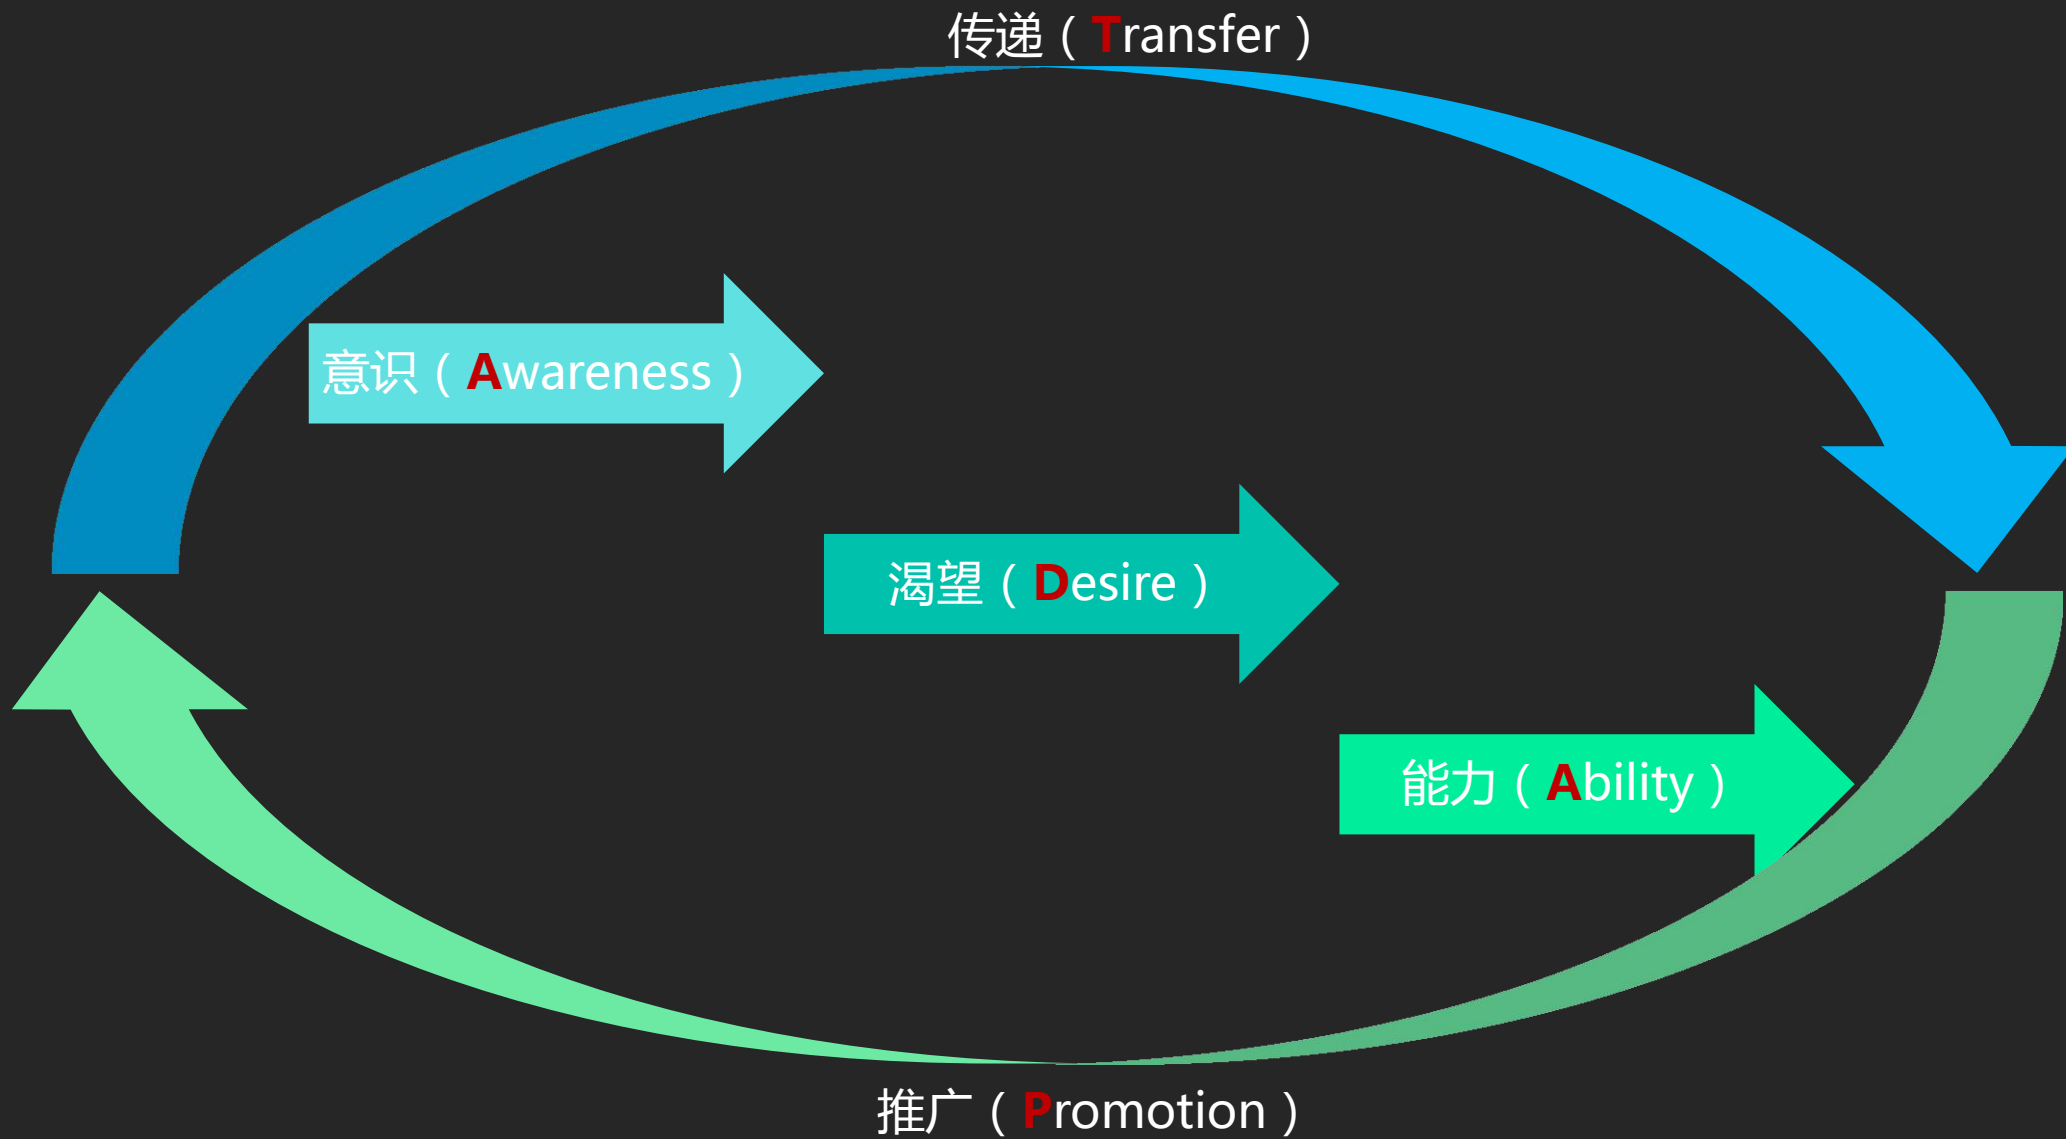 传递（Transfer）
意识（Awareness）
渴望（Desire）
能力（Ability）
推广（Promotion）